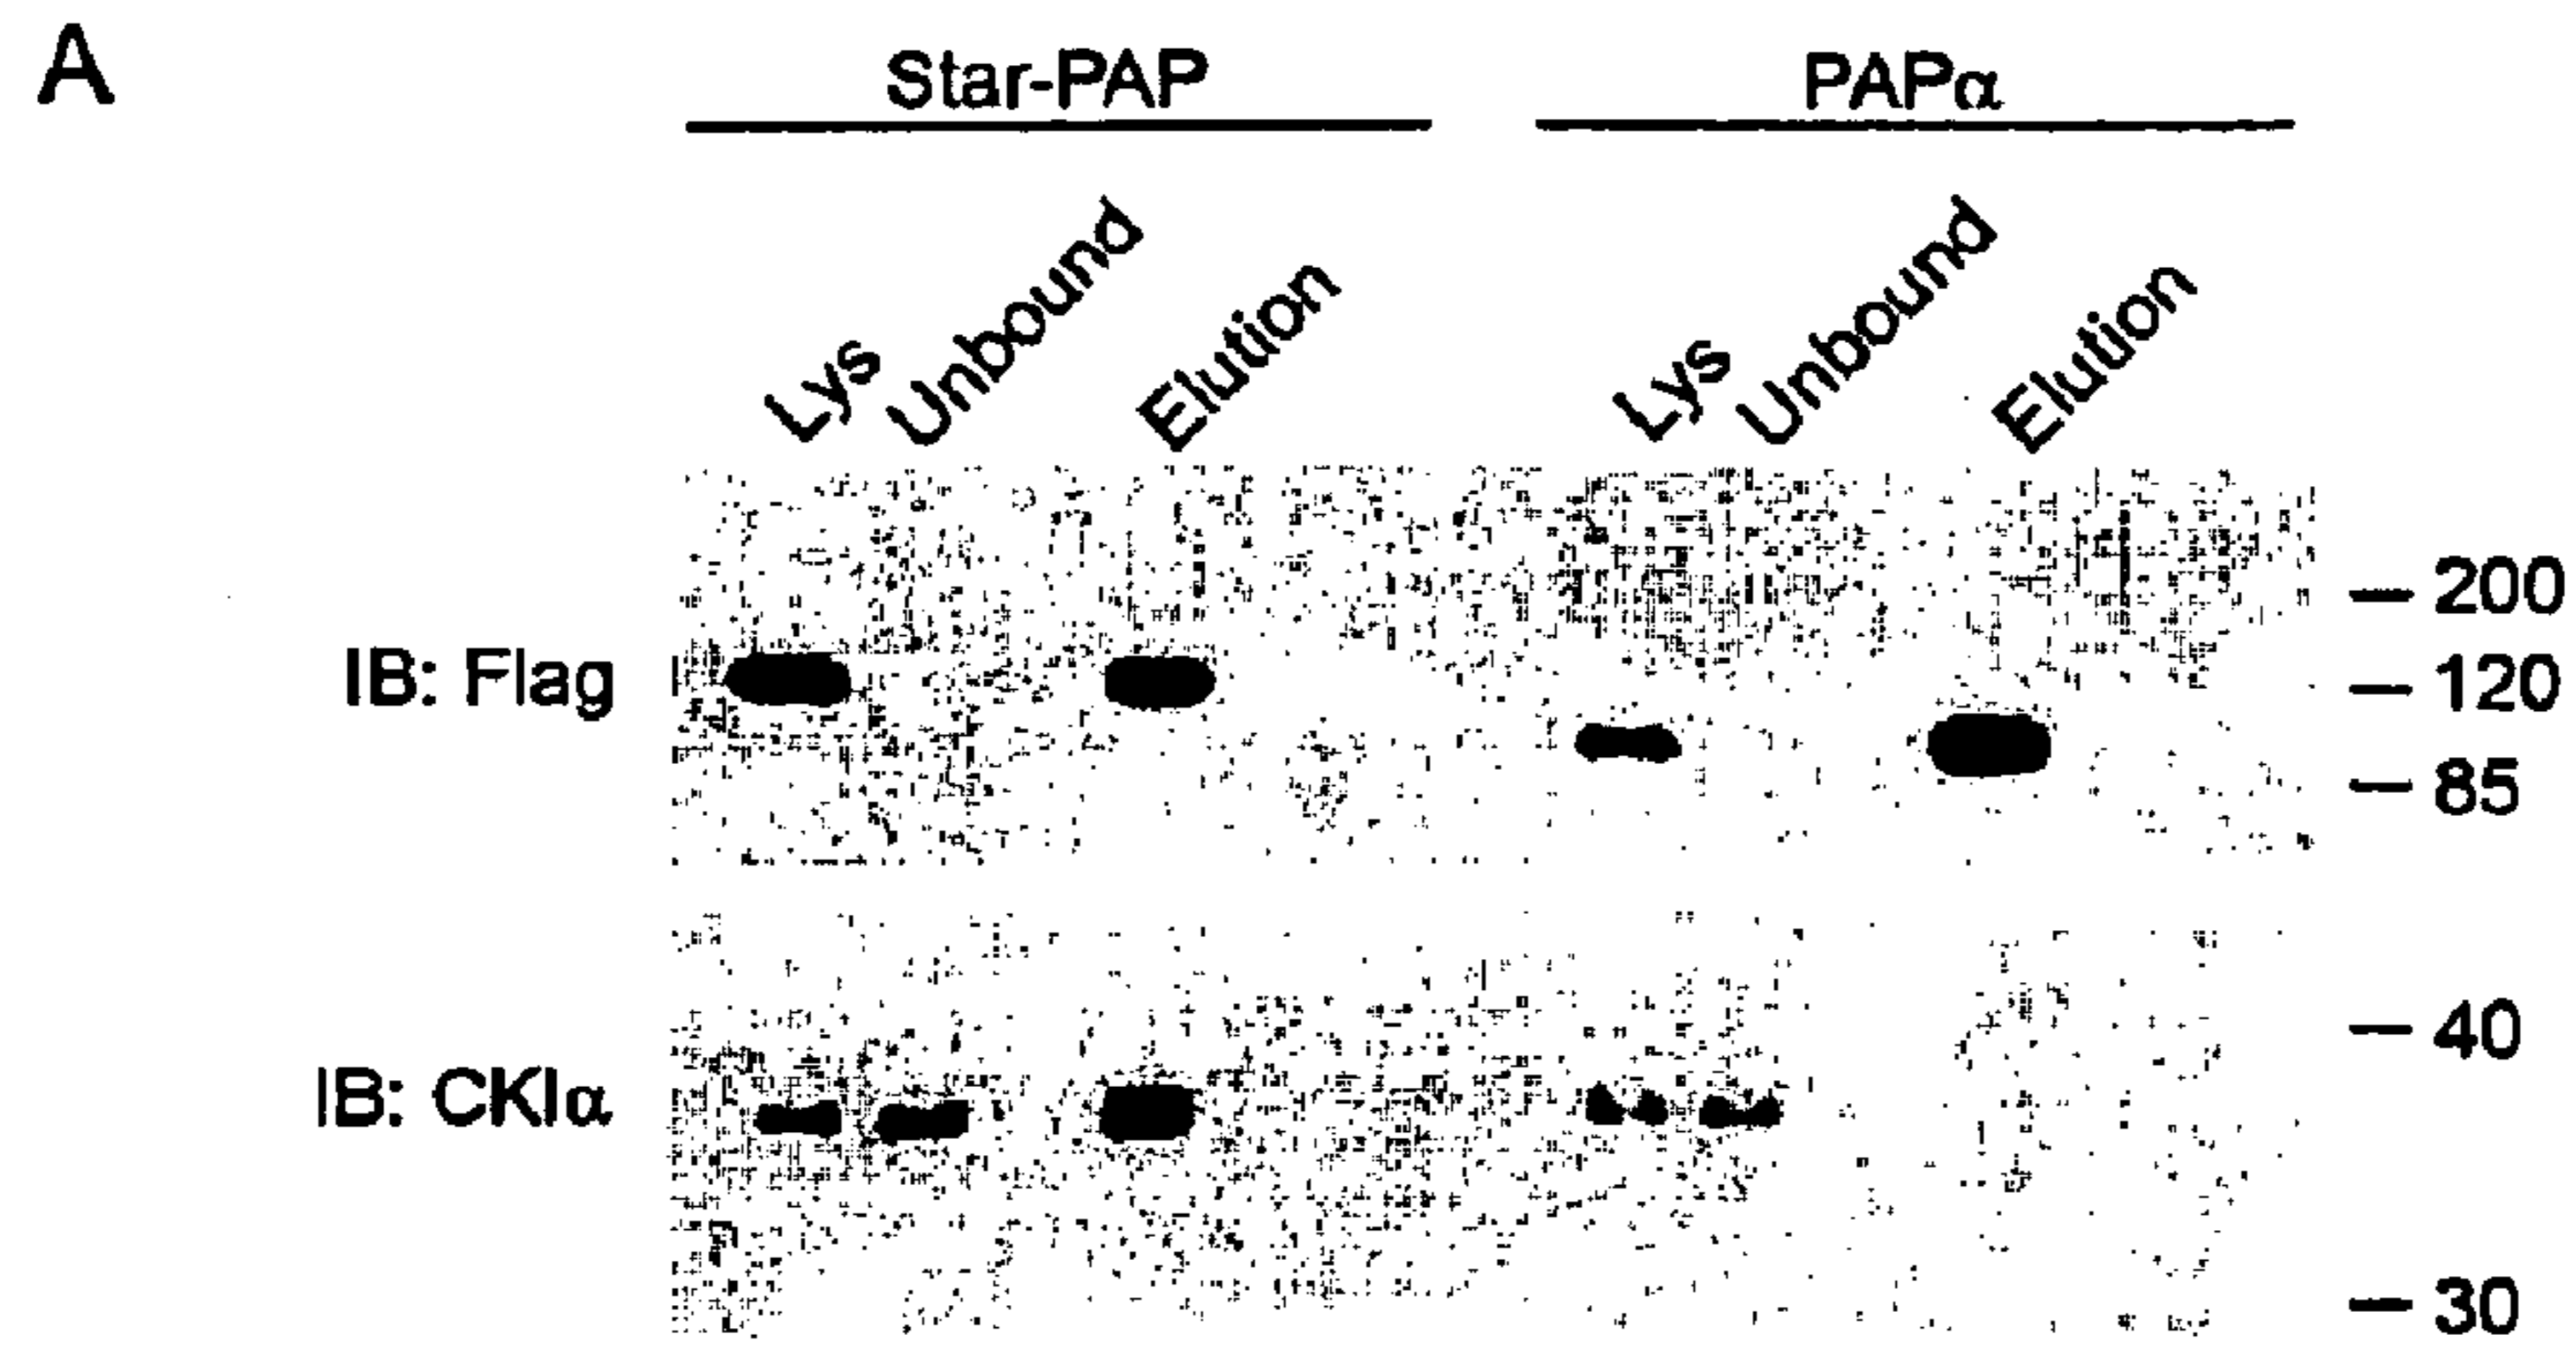 A
Star-PAP PAPα
Lys Unbound Elution Lys Unbound Elution
IB: Flag
— 200
— 120
— 85
IB: CKIα
— 40
— 30